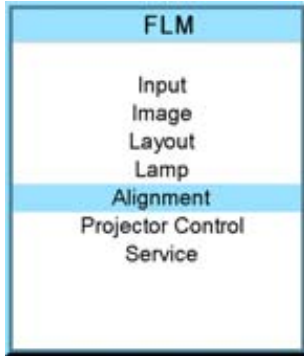 FLM
Input
Image
Layout
Lamp
Alignment
Projector Control
Service